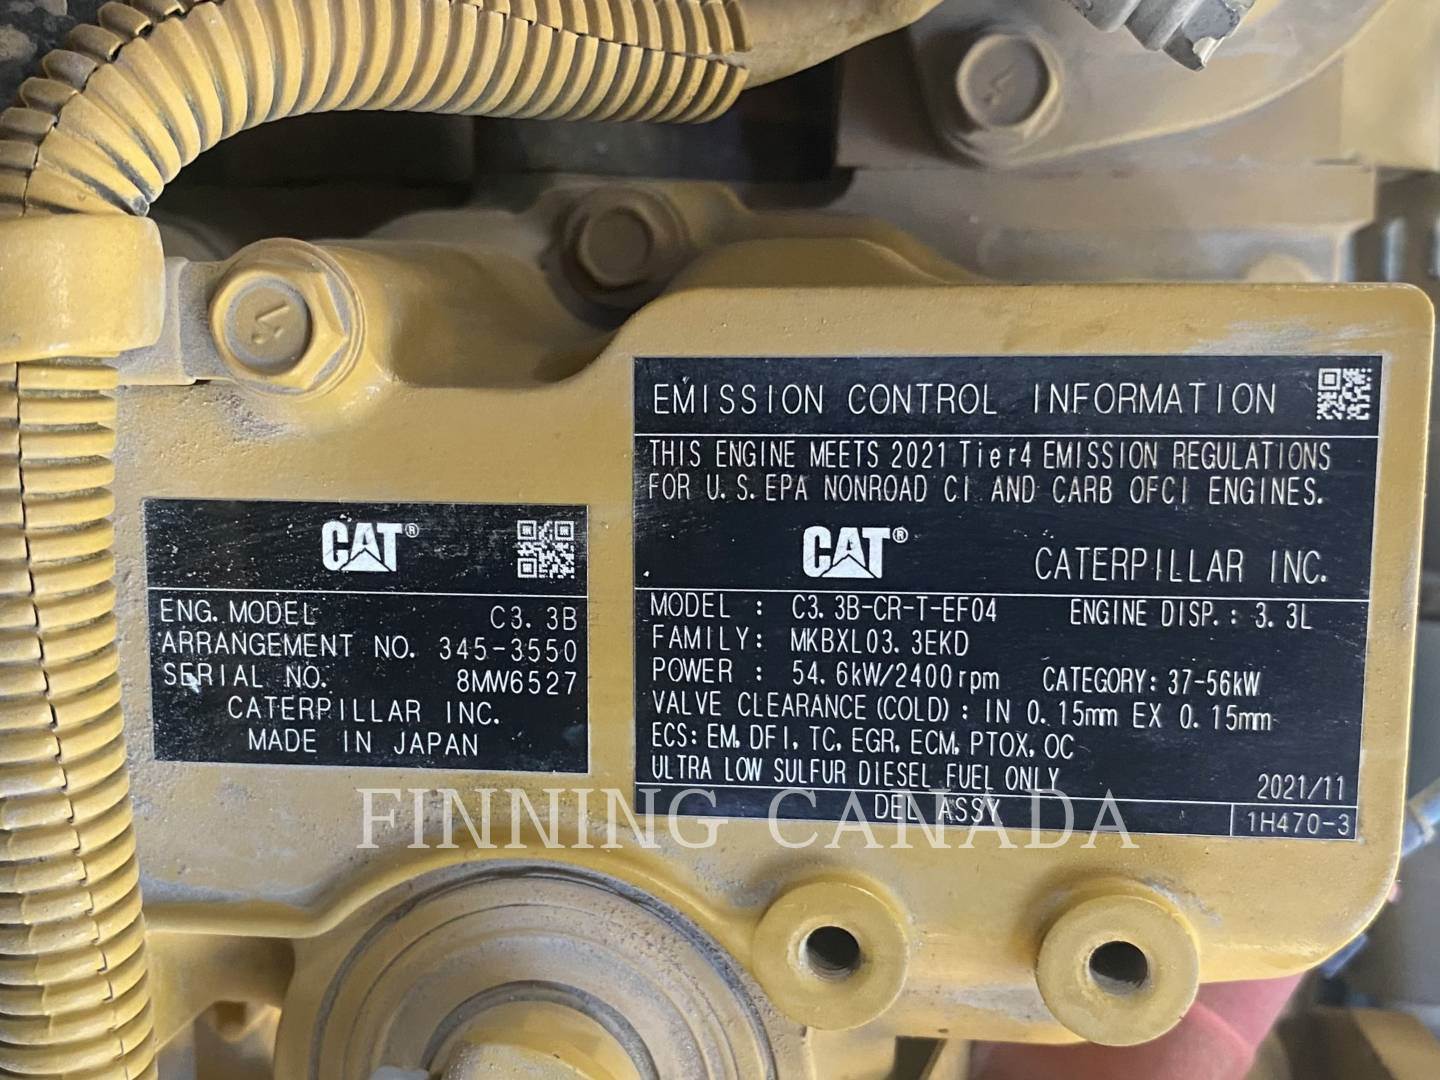 CAT®
ENG. MODEL C3.3B
ARRANGEMENT NO. 345-3550
SERIAL NO. 8MW6527
CATERPILLAR INC.
MADE IN JAPAN
EMISSION CONTROL INFORMATION
THIS ENGINE MEETS 2021 Tier4 EMISSION REGULATIONS
FOR U.S.EPA NONROAD CI AND CARB OFCI ENGINES.
CAT® CATERPILLAR INC.
MODEL : C3.3B-CR-T-EF04 ENGINE DISP.: 3.3L
FAMILY: MKBXL03.3EKD
POWER : 54.6kW/2400rpm CATEGORY: 37-56kW
VALVE CLEARANCE (COLD) : IN 0.15mm EX 0.15mm
ECS: EM, DFI, TC, EGR, ECM, PTOX, OC
ULTRA LOW SULFUR DIESEL FUEL ONLY 2021/11
DEL ASSY 1H470-3
FINNING CANADA